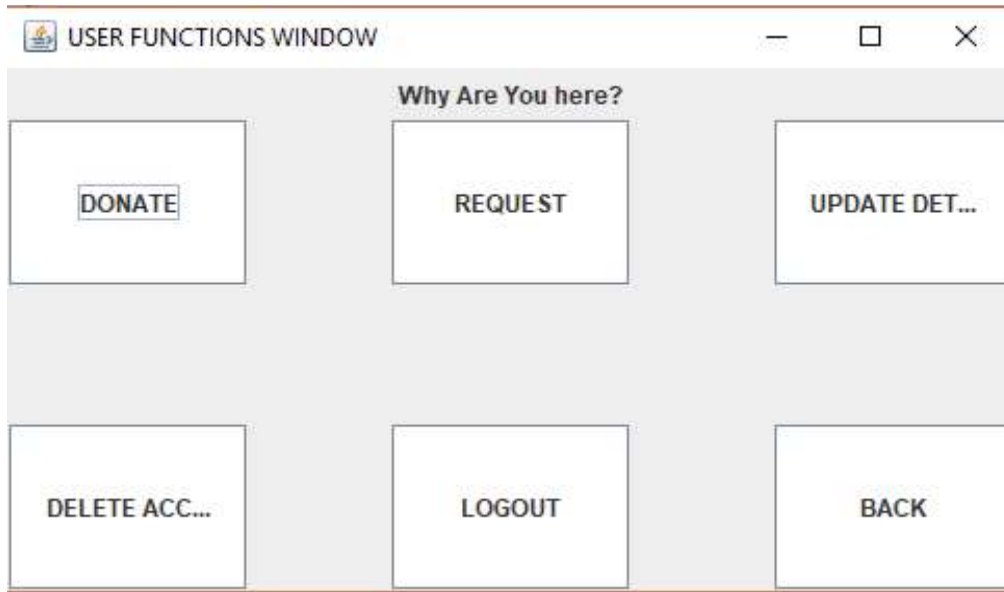 USER FUNCTIONS WINDOW
Why Are You here?
DONATE
REQUEST
UPDATE DET...
DELETE ACC...
LOGOUT
BACK